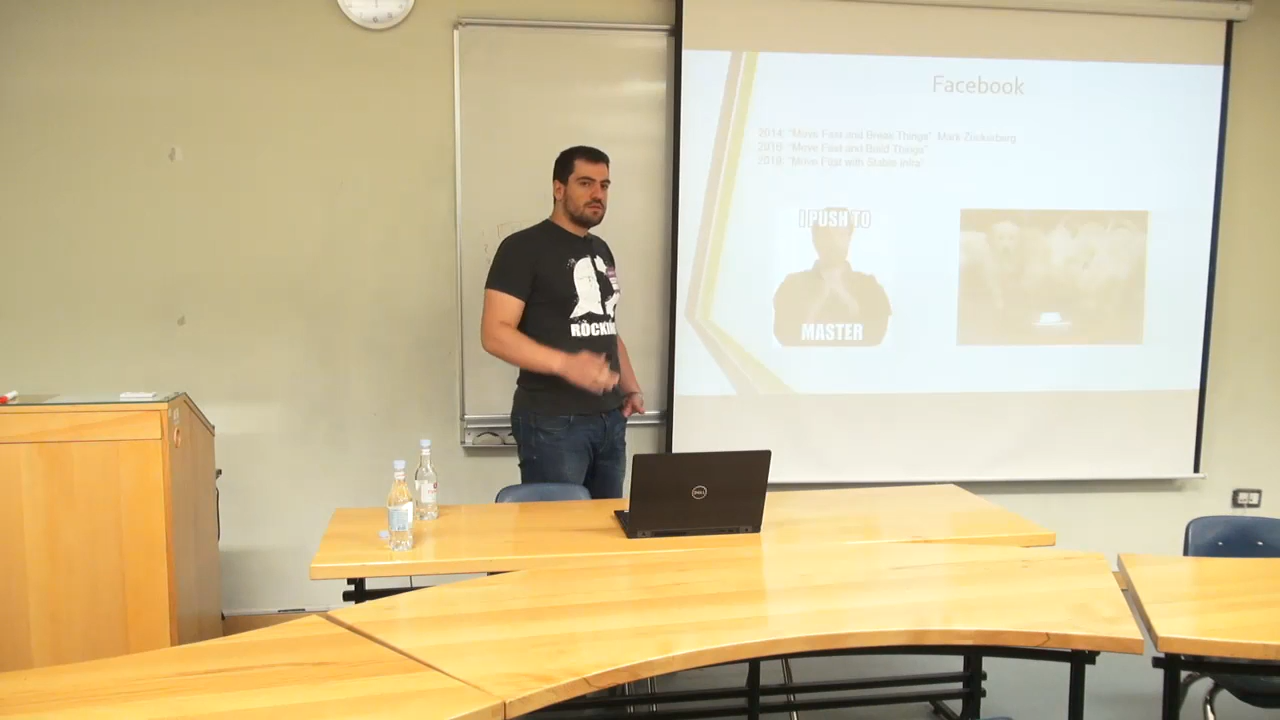 Facebook
2014: "Move Fast and Break Things" Mark Zuckerberg
2016: "Move Fast and Build Things"
2019: "Move Fast with Stable Infra"
I PUSH TO
MASTER
ROCKIN
DELL